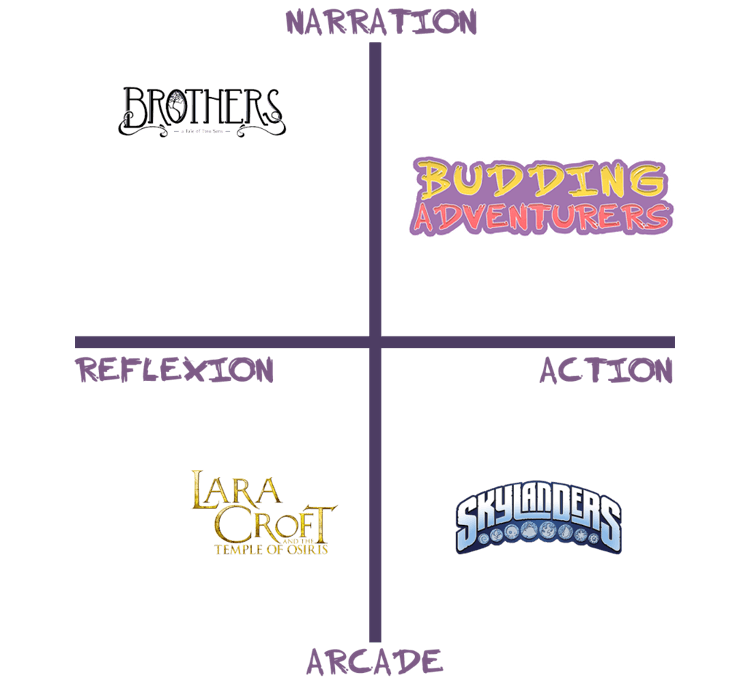 NARRATION
BROTHERS
a Tale of Two Sons
BUDDING
ADVENTURERS
REFLEXION
ACTION
LARA
CROFT
AND THE
TEMPLE OF OSIRIS
SKYLANDERS
ARCADE